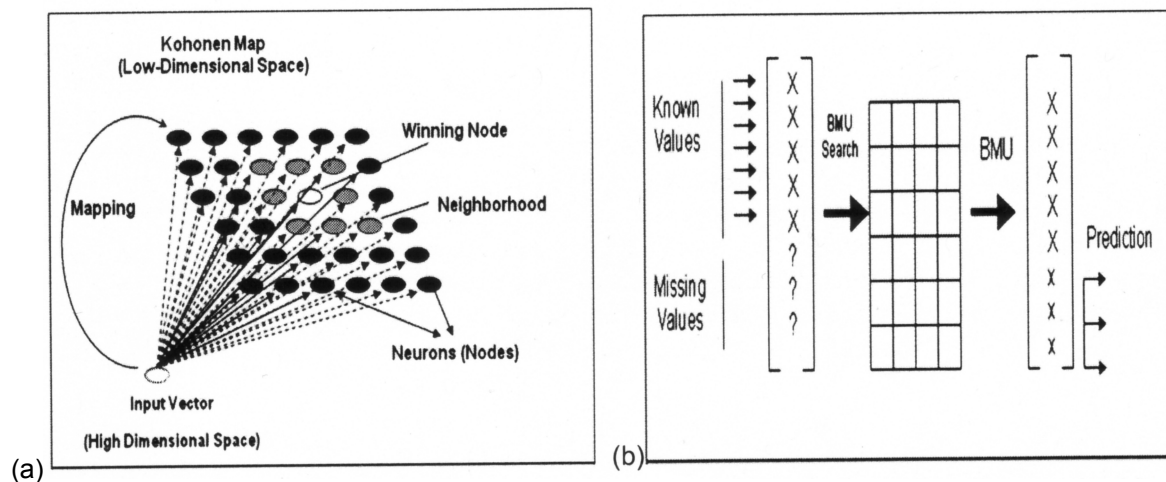 Kohonen Map
(Low-Dimensional Space)
Winning Node
Mapping
Neighborhood
Neurons (Nodes)
Input Vector
(High Dimensional Space)
(a)
Known
Values
Missing
Values
X
X
X
X
X
?
?
?
BMU
Search
BMU
X
X
X
X
X
x
x
x
Prediction
(b)